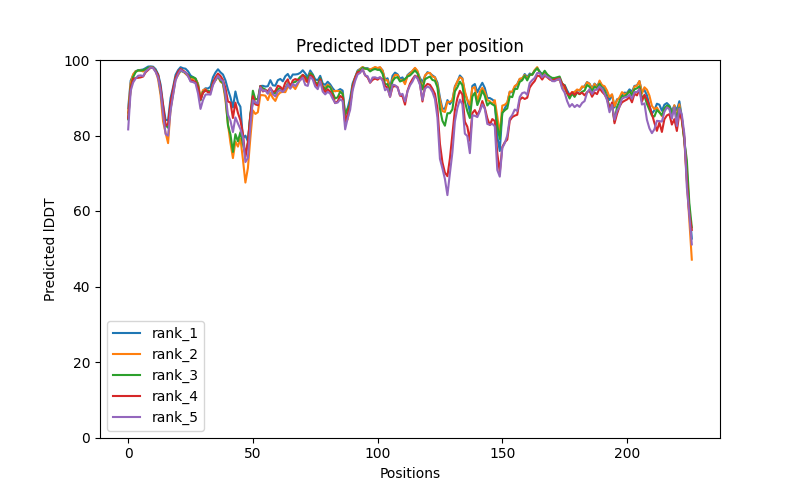 Predicted lDDT per position
100
80
60
40
20
0
Predicted lDDT
0 50 100 150 200
Positions
rank_1
rank_2
rank_3
rank_4
rank_5